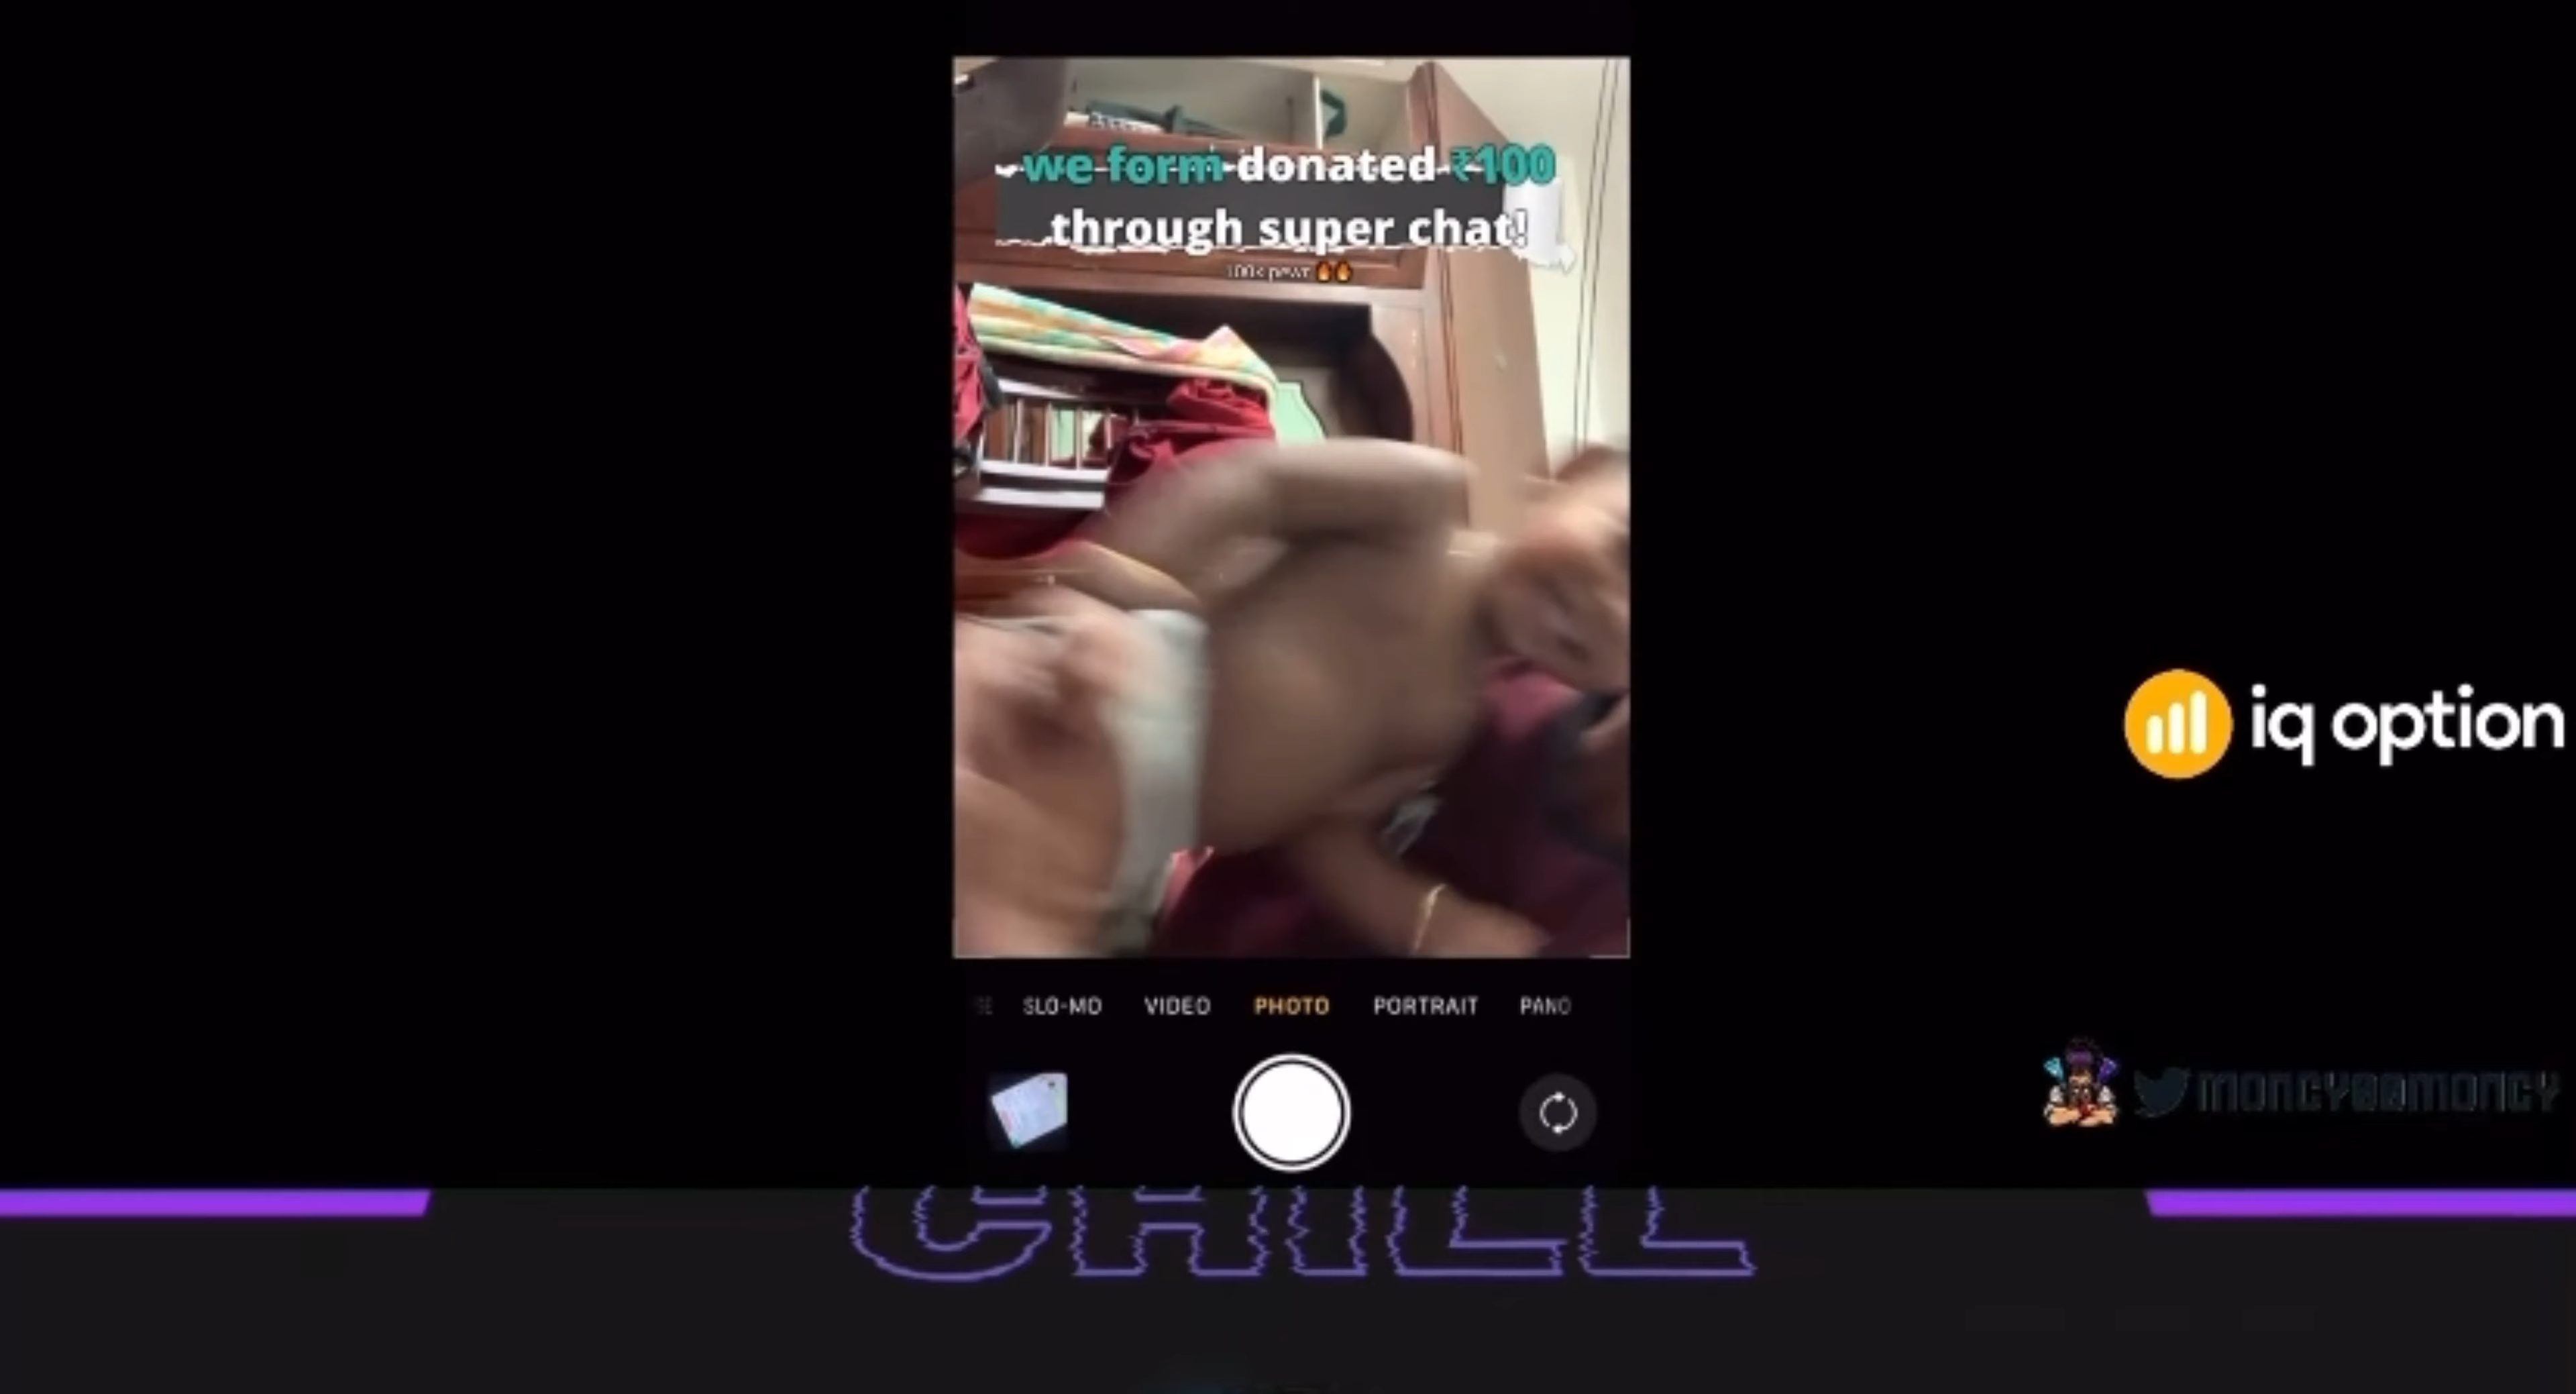 we form donated ₹100
through super chat!
iq option
SLO-MO VIDEO PHOTO PORTRAIT PANO
CHILL